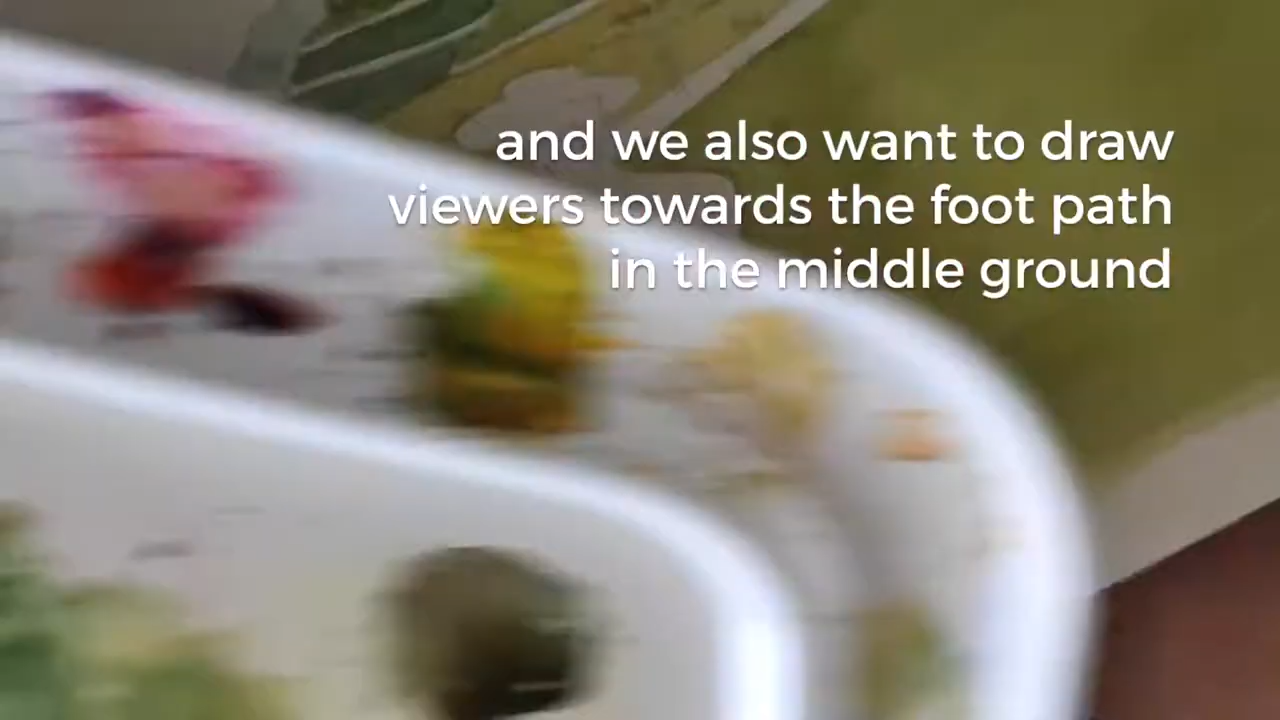 and we also want to draw
viewers towards the foot path
in the middle ground